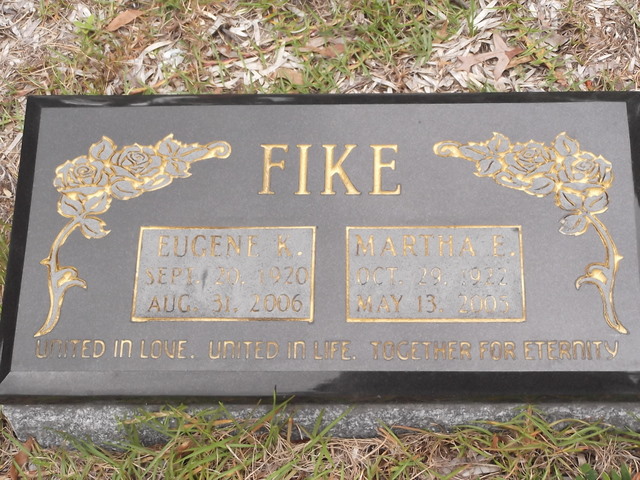 FIKE
EUGENE K.
SEPT. 20, 1920
AUG. 31, 2006
MARTHA E.
OCT. 29, 1922
MAY 13, 2005
UNITED IN LOVE. UNITED IN LIFE. TOGETHER FOR ETERNITY